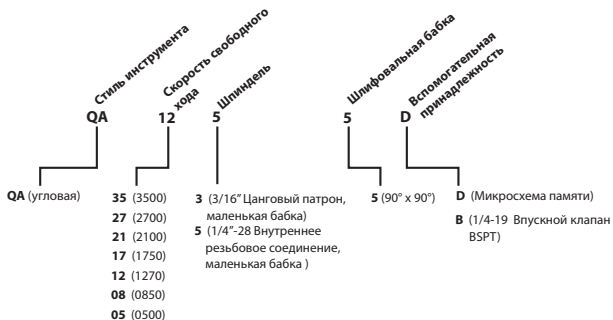 Стиль инструмента
Скорость свободного
хода
Шпиндель
Шлифовальная бабка
Вспомогательная
принадлежность
QA
12
5
5
D
QA (угловая)
35 (3500)
27 (2700)
21 (2100)
17 (1750)
12 (1270)
08 (0850)
05 (0500)
3 (3/16" Цанговый патрон,
маленькая бабка)
5 (1/4"-28 Внутреннее
резьбовое соединение,
маленькая бабка )
5 (90° x 90°)
D (Микросхема памяти)
B (1/4-19 Впускной клапан
BSPT)